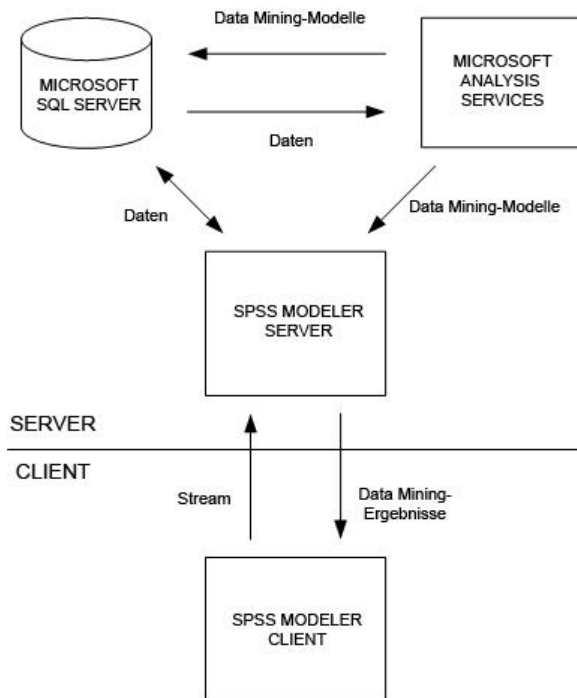 Data Mining-Modelle
MICROSOFT
SQL SERVER
MICROSOFT
ANALYSIS
SERVICES
Daten
Daten
Data Mining-Modelle
SPSS MODELER
SERVER
SERVER
CLIENT
Stream
Data Mining-
Ergebnisse
SPSS MODELER
CLIENT